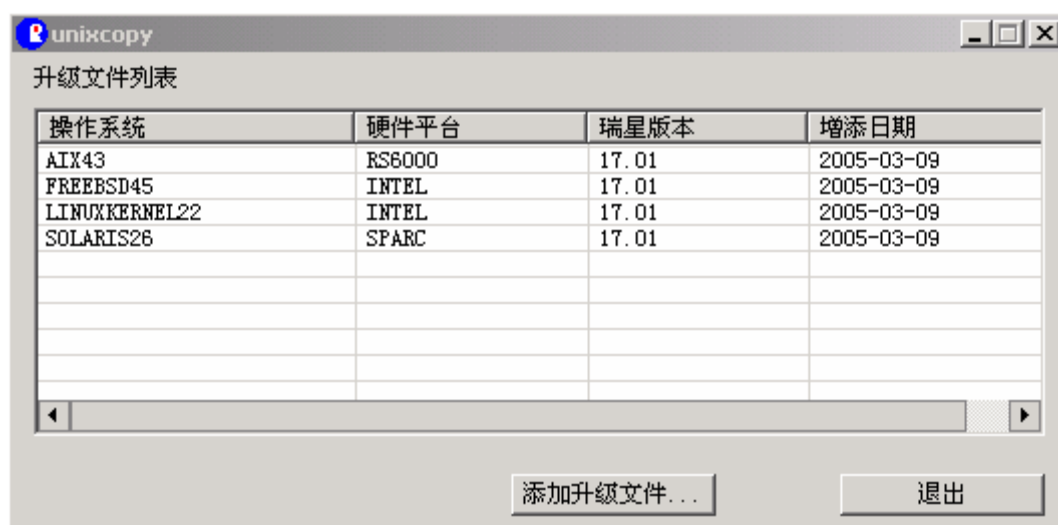 unixcopy
升级文件列表
操作系统 硬件平台 瑞星版本 增添日期
AIX43 RS6000 17.01 2005-03-09
FREEBSD45 INTEL 17.01 2005-03-09
LINUXKERNEL22 INTEL 17.01 2005-03-09
SOLARIS26 SPARC 17.01 2005-03-09
添加升级文件... 退出